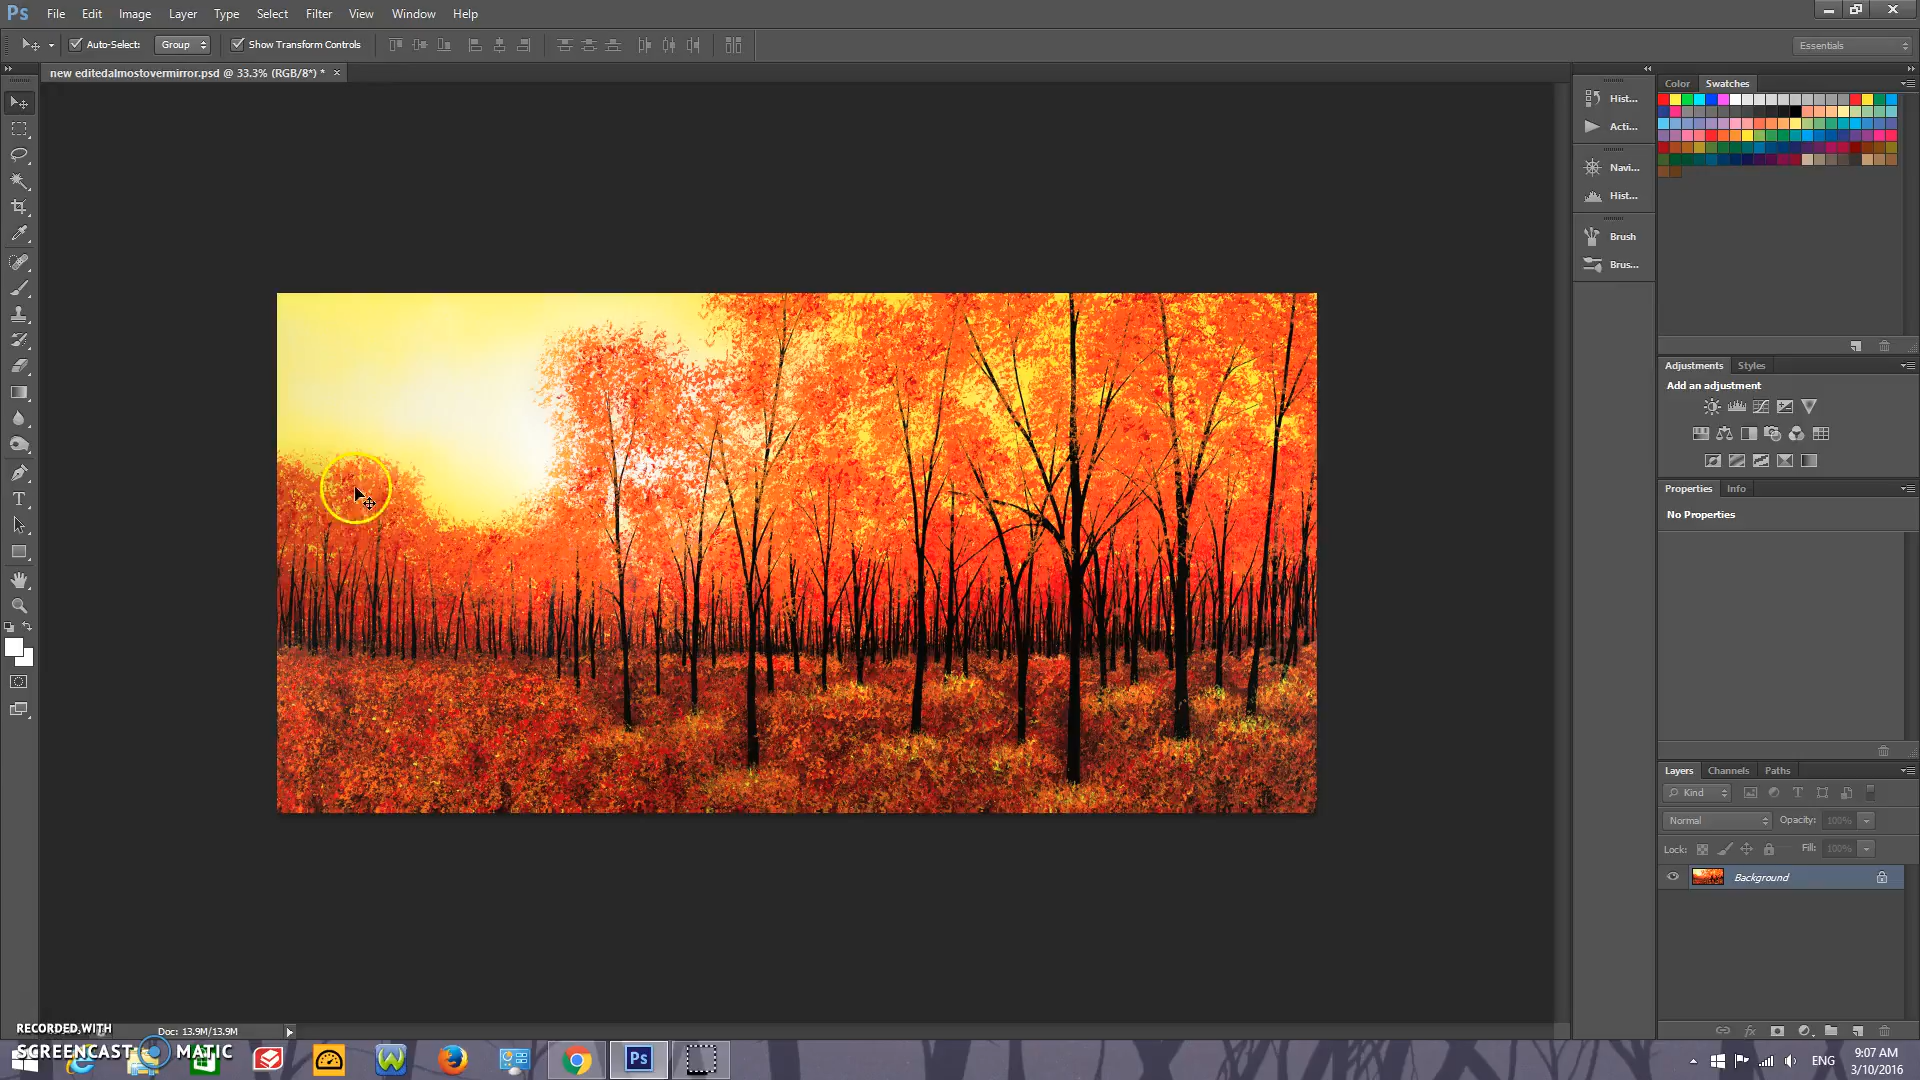 Ps File Edit Image Layer Type Select Filter View Window Help
Auto-Select: Group Show Transform Controls Essentials
new editedalmostovermirror.psd @ 33.3% (RGB/8*) * ×
Hist...
Acti...
Navi...
Hist...
Brush
Brus...
Color Swatches
Adjustments Styles
Add an adjustment
Properties Info
No Properties
Layers Channels Paths
Kind
Normal Opacity: 100%
Lock: Fill: 100%
Background
Doc: 13.9M/13.9M
RECORDED WITH
SCREENCAST MATIC
Ps
ENG
9:07 AM
3/10/2016